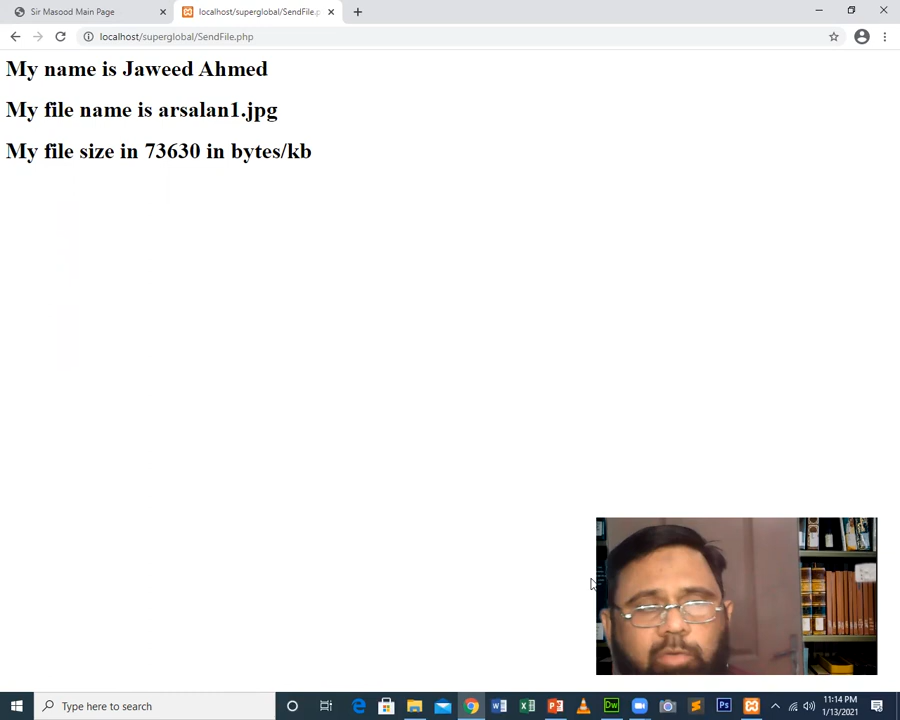 Sir Masood Main Page
localhost/superglobal/SendFile.p
localhost/superglobal/SendFile.php
My name is Jaweed Ahmed
My file name is arsalan1.jpg
My file size in 73630 in bytes/kb
Type here to search
11:14 PM
1/13/2021